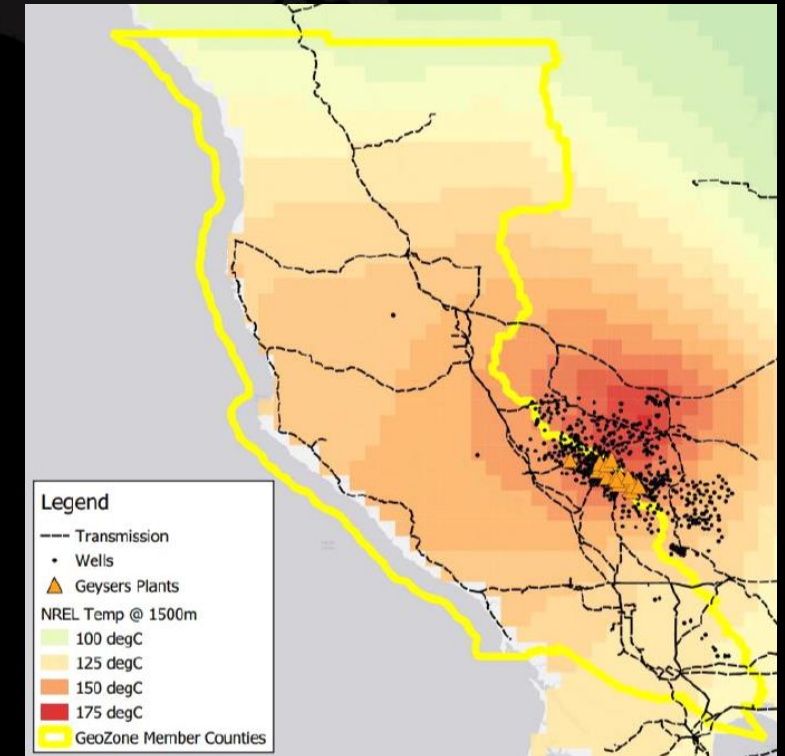 Legend
Transmission
Wells
Geysers Plants
NREL Temp @ 1500m
100 degC
125 degC
150 degC
175 degC
GeoZone Member Counties